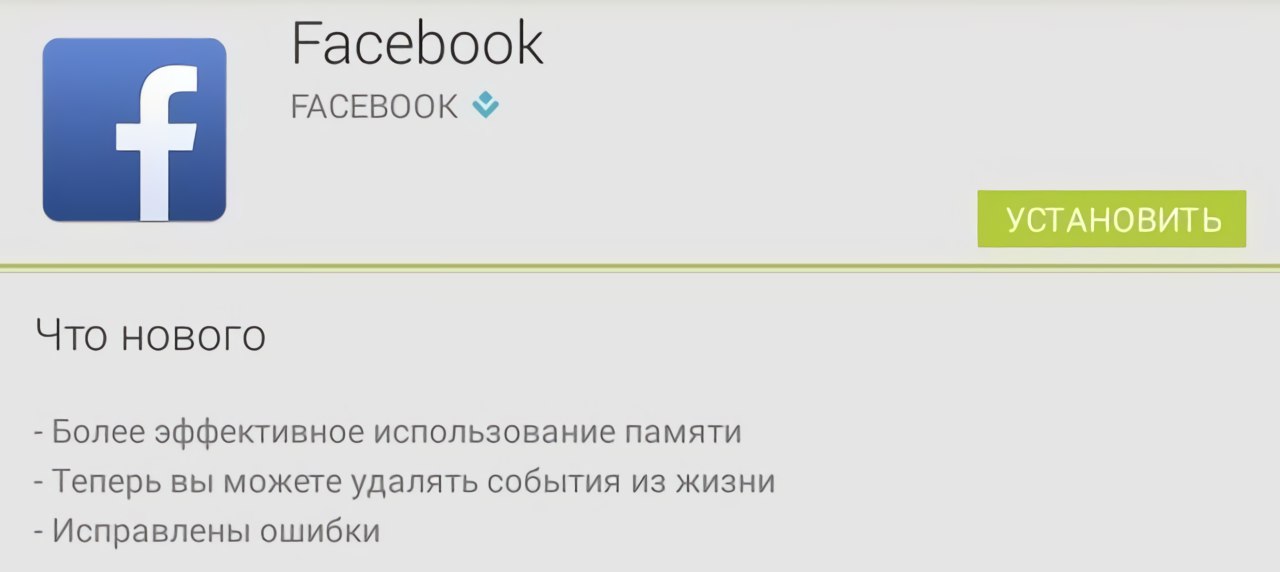 Facebook
FACEBOOK
УСТАНОВИТЬ
Что нового
- Более эффективное использование памяти
- Теперь вы можете удалять события из жизни
- Исправлены ошибки